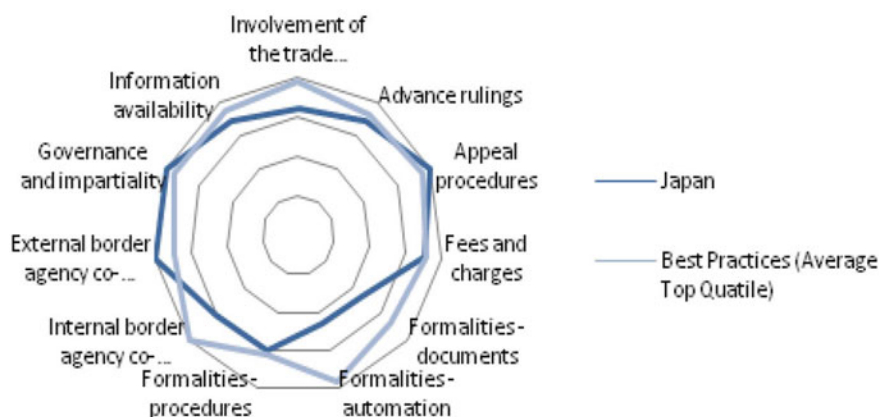 Involvement of
the trade...
Advance rulings
Appeal
procedures
Fees and
charges
Formalities-
documents
Formalities-
automation
Formalities-
procedures
Internal border
agency co-...
External border
agency co-...
Governance
and impartiality
Information
availability
Japan
Best Practices (Average
Top Quatile)